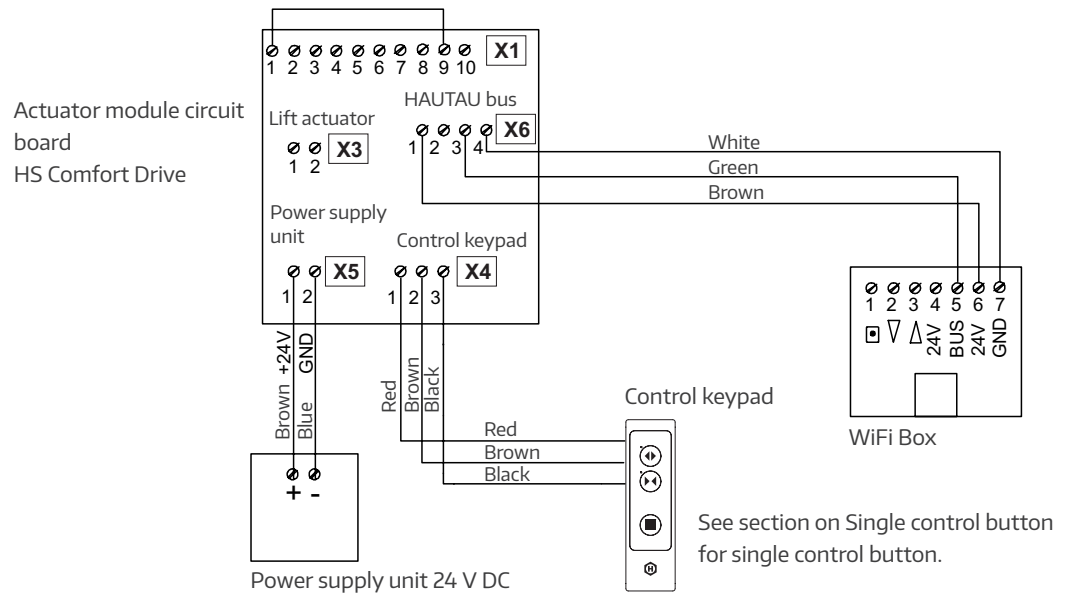 X1
1 2 3 4 5 6 7 8 9 10
Actuator module circuit
board
HS Comfort Drive
HAUTAU bus
Lift actuator
X6
1 2 3 4
X3
1 2
White
Green
Brown
Power supply
unit
Control keypad
X5
1 2
X4
1 2 3
1 2 3 4 5 6 7
24V
BUS
24V
GND
WiFi Box
+24V
GND
Brown
Blue
Red
Brown
Black
Control keypad
Red
Brown
Black
+ -
H
See section on Single control button
for single control button.
Power supply unit 24 V DC